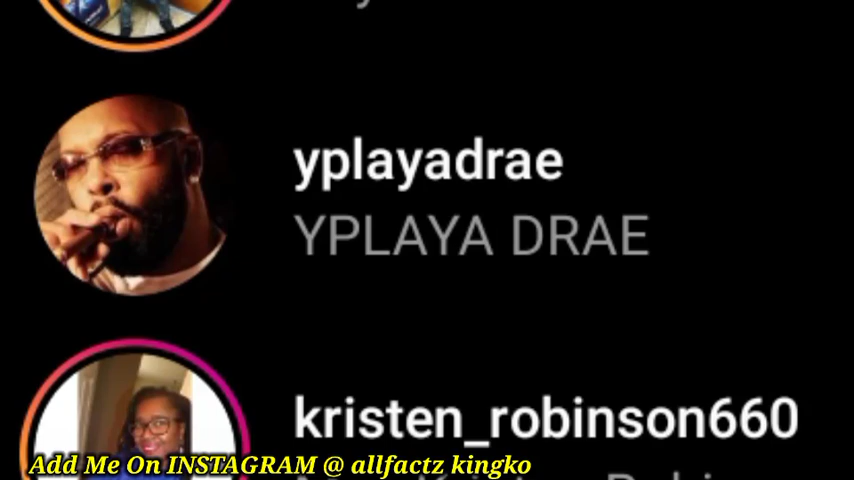 yplayadrae
YPLAYA DRAE
kristen_robinson660
Add Me On INSTAGRAM @ allfactz kingko